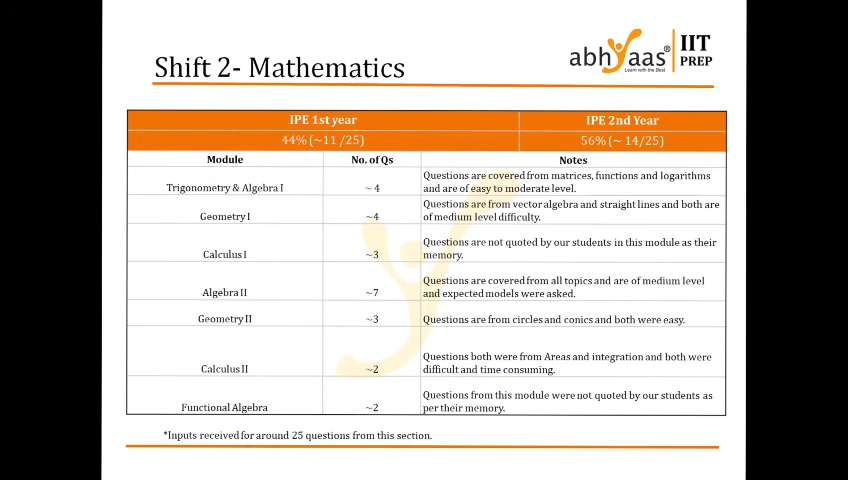 Shift 2- Mathematics
abhyaas®
Learn with the Best
IIT
PREP
IPE 1st year
IPE 2nd Year
44% (~11 /25)
56% (~ 14/25)
Module
No. of Qs
Notes
Trigonometry & Algebra I
~ 4
Questions are covered from matrices, functions and logarithms
and are of easy to moderate level.
Geometry I
~4
Questions are from vector algebra and straight lines and both are
of medium level difficulty.
Calculus I
~3
Questions are not quoted by our students in this module as their
memory.
Algebra II
~7
Questions are covered from all topics and are of medium level
and expected models were asked.
Geometry II
~3
Questions are from circles and conics and both were easy.
Calculus II
~2
Questions both were from Areas and integration and both were
difficult and time consuming.
Functional Algebra
~2
Questions from this module were not quoted by our students as
per their memory.
*Inputs received for around 25 questions from this section.